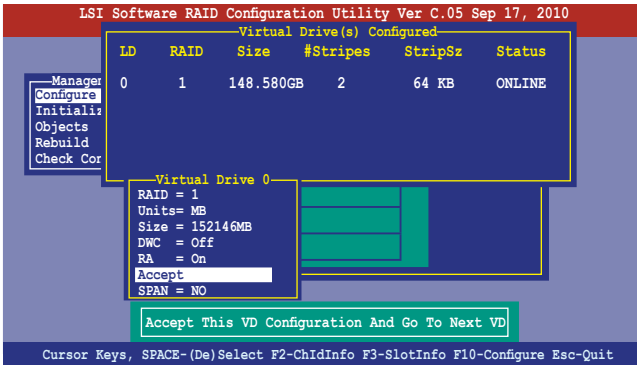 LSI Software RAID Configuration Utility Ver C.05 Sep 17, 2010
Virtual Drive(s) Configured
LD RAID Size #Stripes StripSz Status
0 1 148.580GB 2 64 KB ONLINE
Configure
Objects
Rebuild
Check
Virtual Drive 0
RAID = 1
Units= MB
Size = 152146MB
DWC = Off
RA = On
Accept
SPAN = NO
Accept This VD Configuration And Go To Next VD
Cursor Keys, SPACE-(De)Select F2-ChIdInfo F3-SlotInfo F10-Configure Esc-Quit